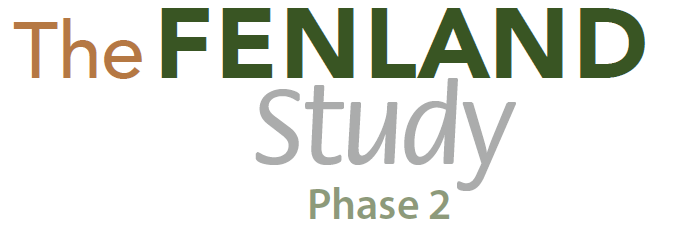 The FENLAND
Study
Phase 2